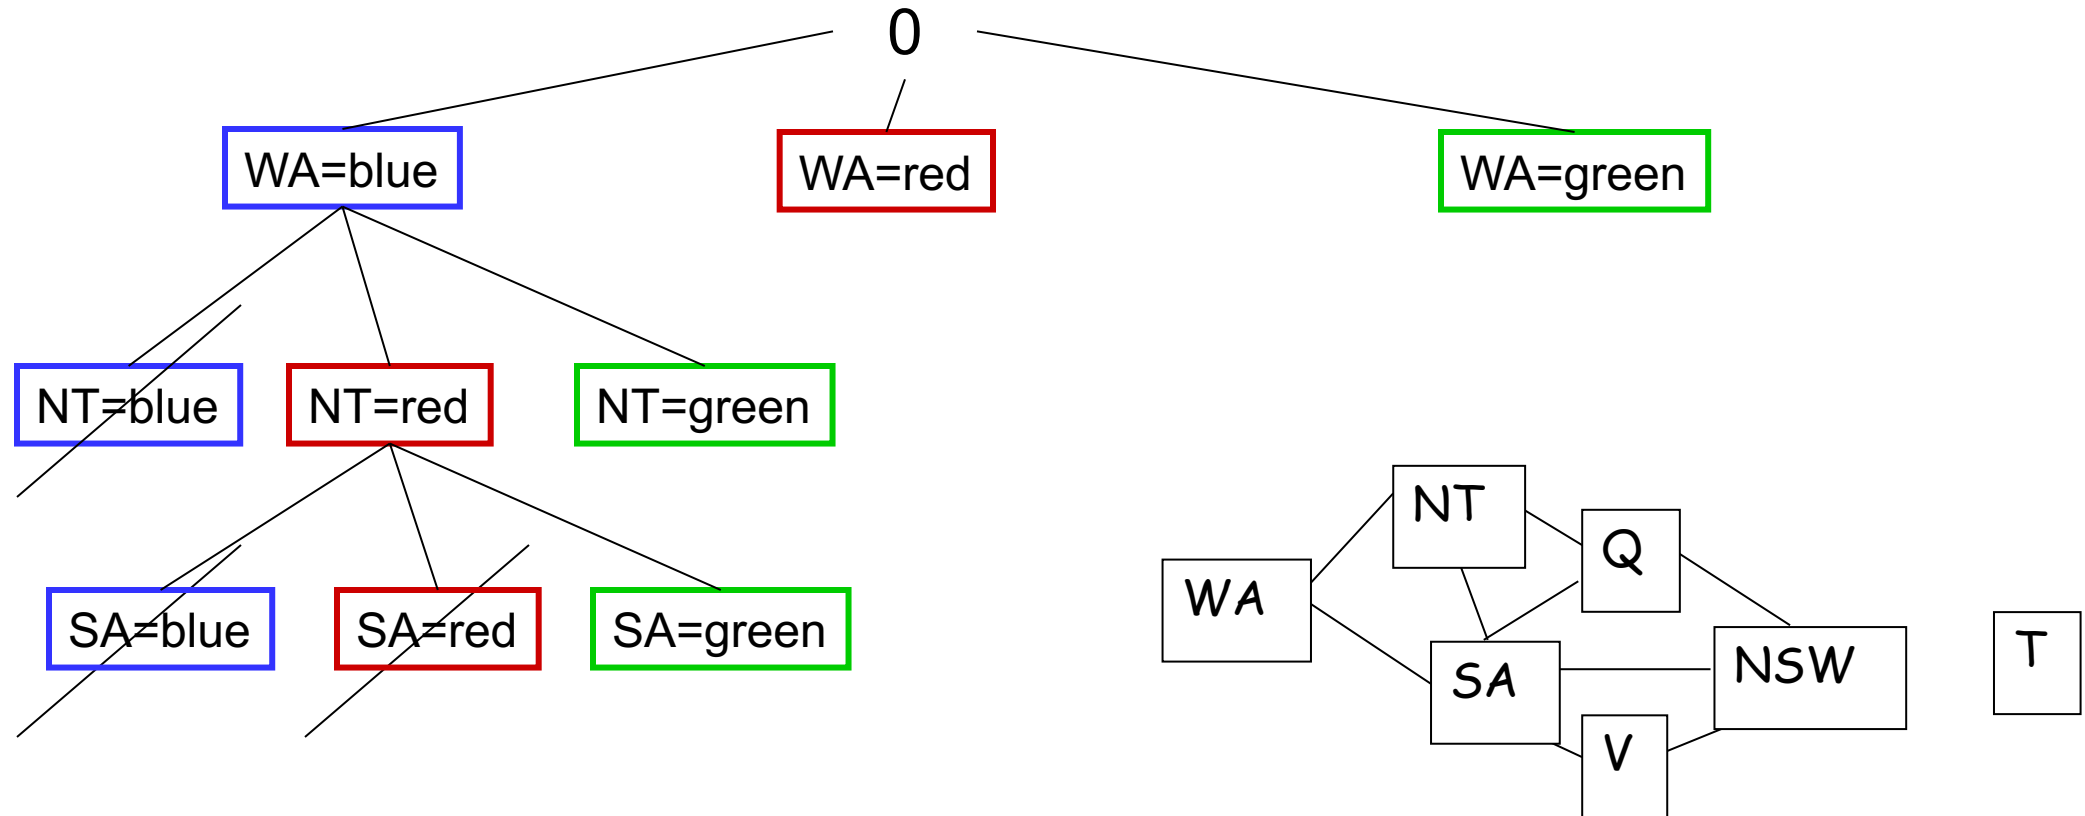 0
WA=blue
WA=red
WA=green
NT=blue
NT=red
NT=green
SA=blue
SA=red
SA=green
NT
Q
WA
SA
NSW
T
V